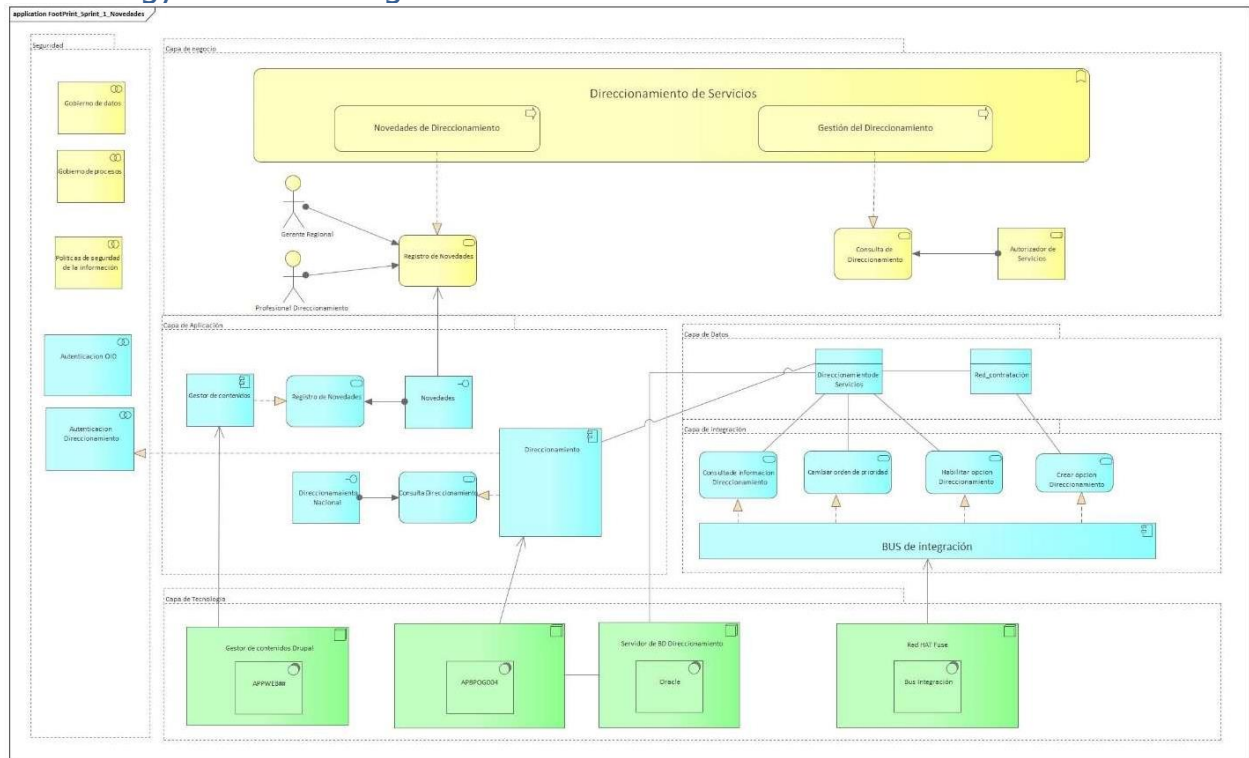 application FootPrint_Sprint_1_Novedades
Seguridad
Gobierno de datos
Gobierno de procesos
Políticas de seguridad
de la información
Autenticacion OID
Autenticacion
Direccionamiento
Capa de negocio
Direccionamiento de Servicios
Novedades de Direccionamiento
Gestión del Direccionamiento
Gerente Regional
Profesional Direccionamiento
Registro de Novedades
Consulta de
Direccionamiento
Autorizador de
Servicios
Capa de Aplicación
Gestor de contenidos
Registro de Novedades
Novedades
Direccionamiento
Nacional
Consulta Direccionamiento
Direccionamiento
Capa de Datos
Direccionamiento de
Servicios
Red_contratación
Capa de Integración
Consulta de informacion
Direccionamiento
Cambiar orden de prioridad
Habilitar opcion
Direccionamiento
Crear opcion
Direccionamiento
BUS de integración
Capa de Tecnología
Gestor de contenidos Drupal
APPWEB##
APBPOG004
Servidor de BD Direccionamiento
Oracle
Red HAT Fuse
Bus Integración